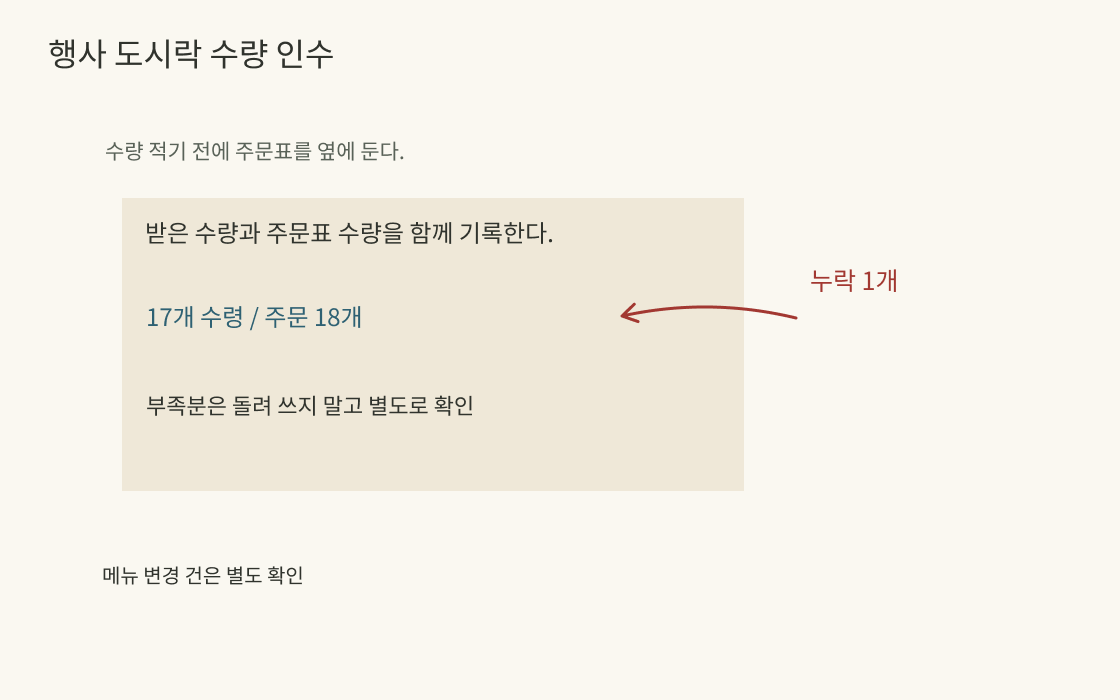 행사 도시락 수량 인수
수량 적기 전에 주문표를 옆에 둔다.
받은 수량과 주문표 수량을 함께 기록한다.
누락 1개
17개 수령 / 주문 18개
부족분은 돌려 쓰지 말고 별도로 확인
메뉴 변경 건은 별도 확인